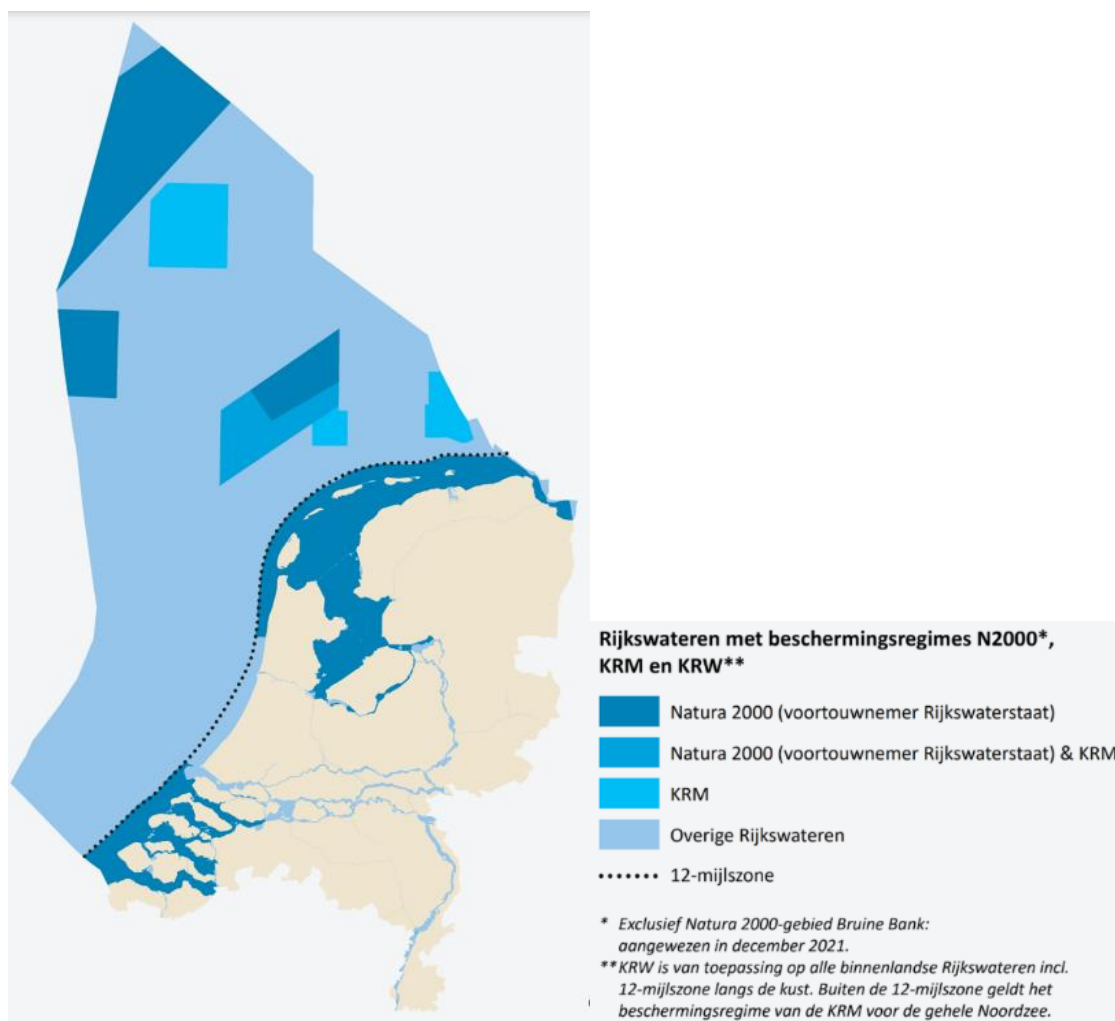 Rijkswateren met beschermingsregimes N2000*,
KRM en KRW**
Natura 2000 (voortouwnemer Rijkswaterstaat)
Natura 2000 (voortouwnemer Rijkswaterstaat) & KRM
KRM
Overige Rijkswateren
12-mijlszone
* Exclusief Natura 2000-gebied Bruine Bank:
aangewezen in december 2021.
**KRW is van toepassing op alle binnenlandse Rijkswateren incl.
12-mijlszone langs de kust. Buiten de 12-mijlszone geldt het
beschermingsregime van de KRM voor de gehele Noordzee.